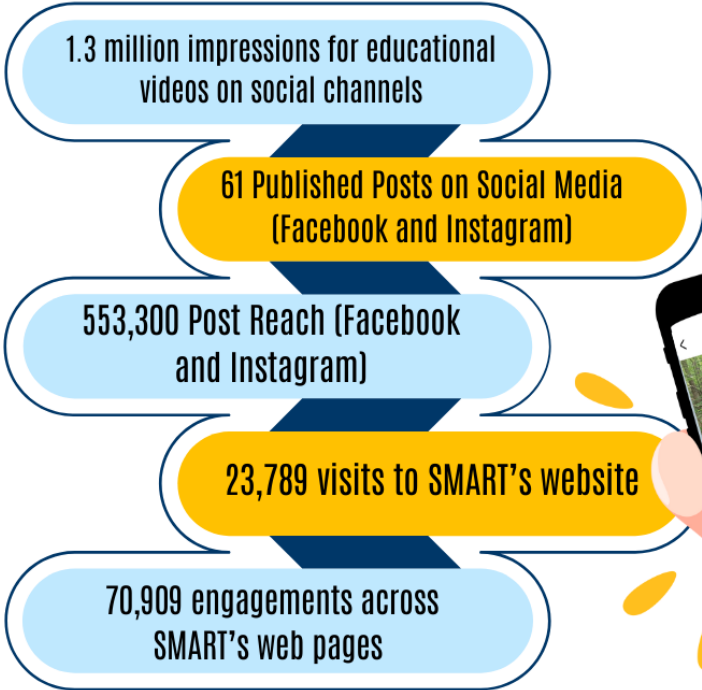 1.3 million impressions for educational
videos on social channels
61 Published Posts on Social Media
(Facebook and Instagram)
553,300 Post Reach (Facebook
and Instagram)
23,789 visits to SMART’s website
70,909 engagements across
SMART’s web pages